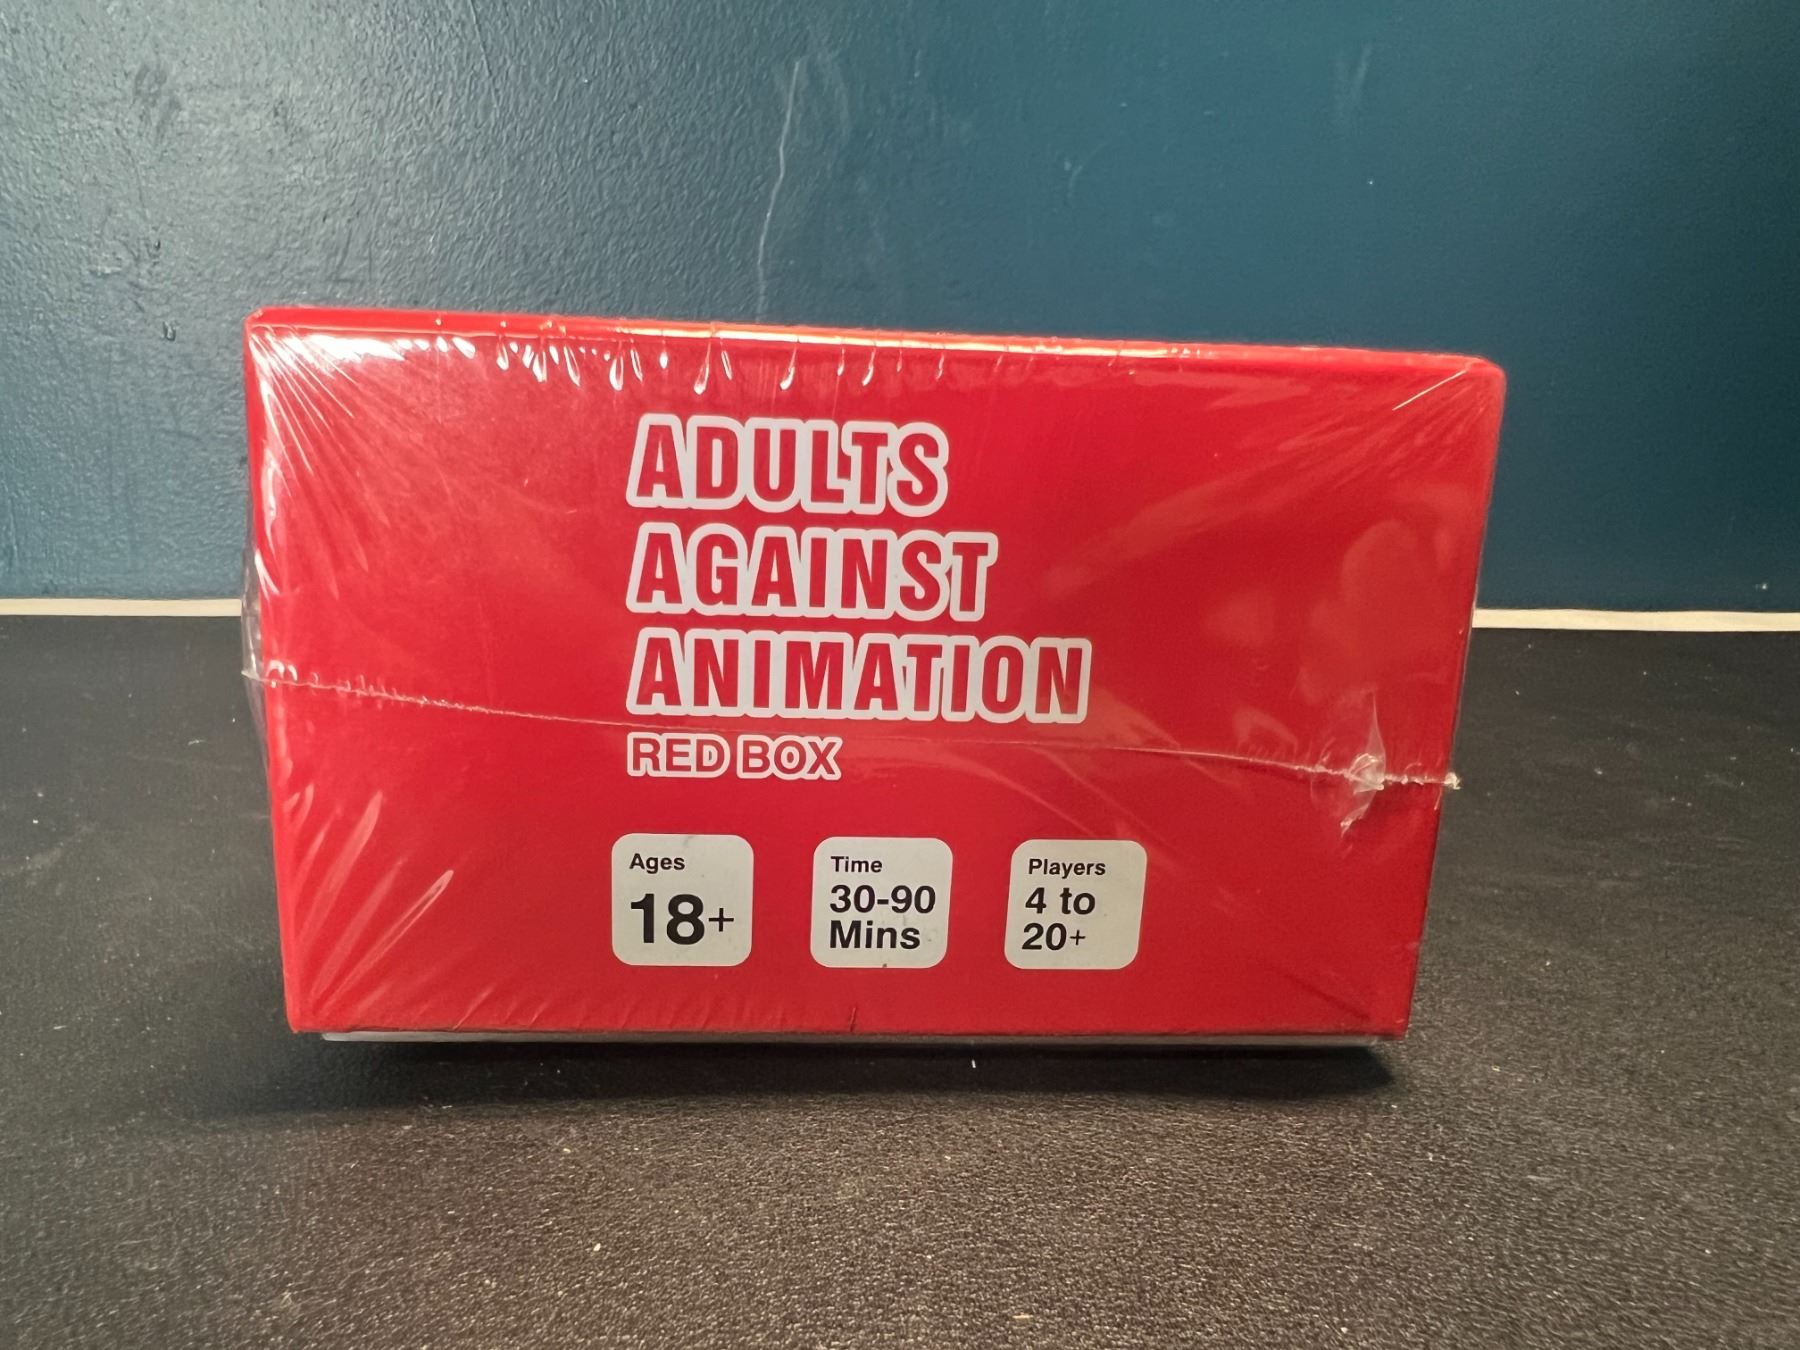 ADULTS
AGAINST
ANIMATION
RED BOX
Ages
18+
Time
30-90
Mins
Players
4 to
20+